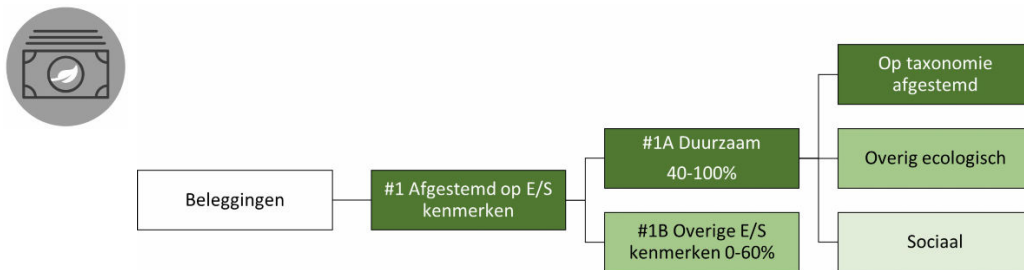 Beleggingen
#1 Afgestemd op E/S
kenmerken
#1A Duurzaam
40-100%
#1B Overige E/S
kenmerken 0-60%
Op taxonomie
afgestemd
Overig ecologisch
Sociaal